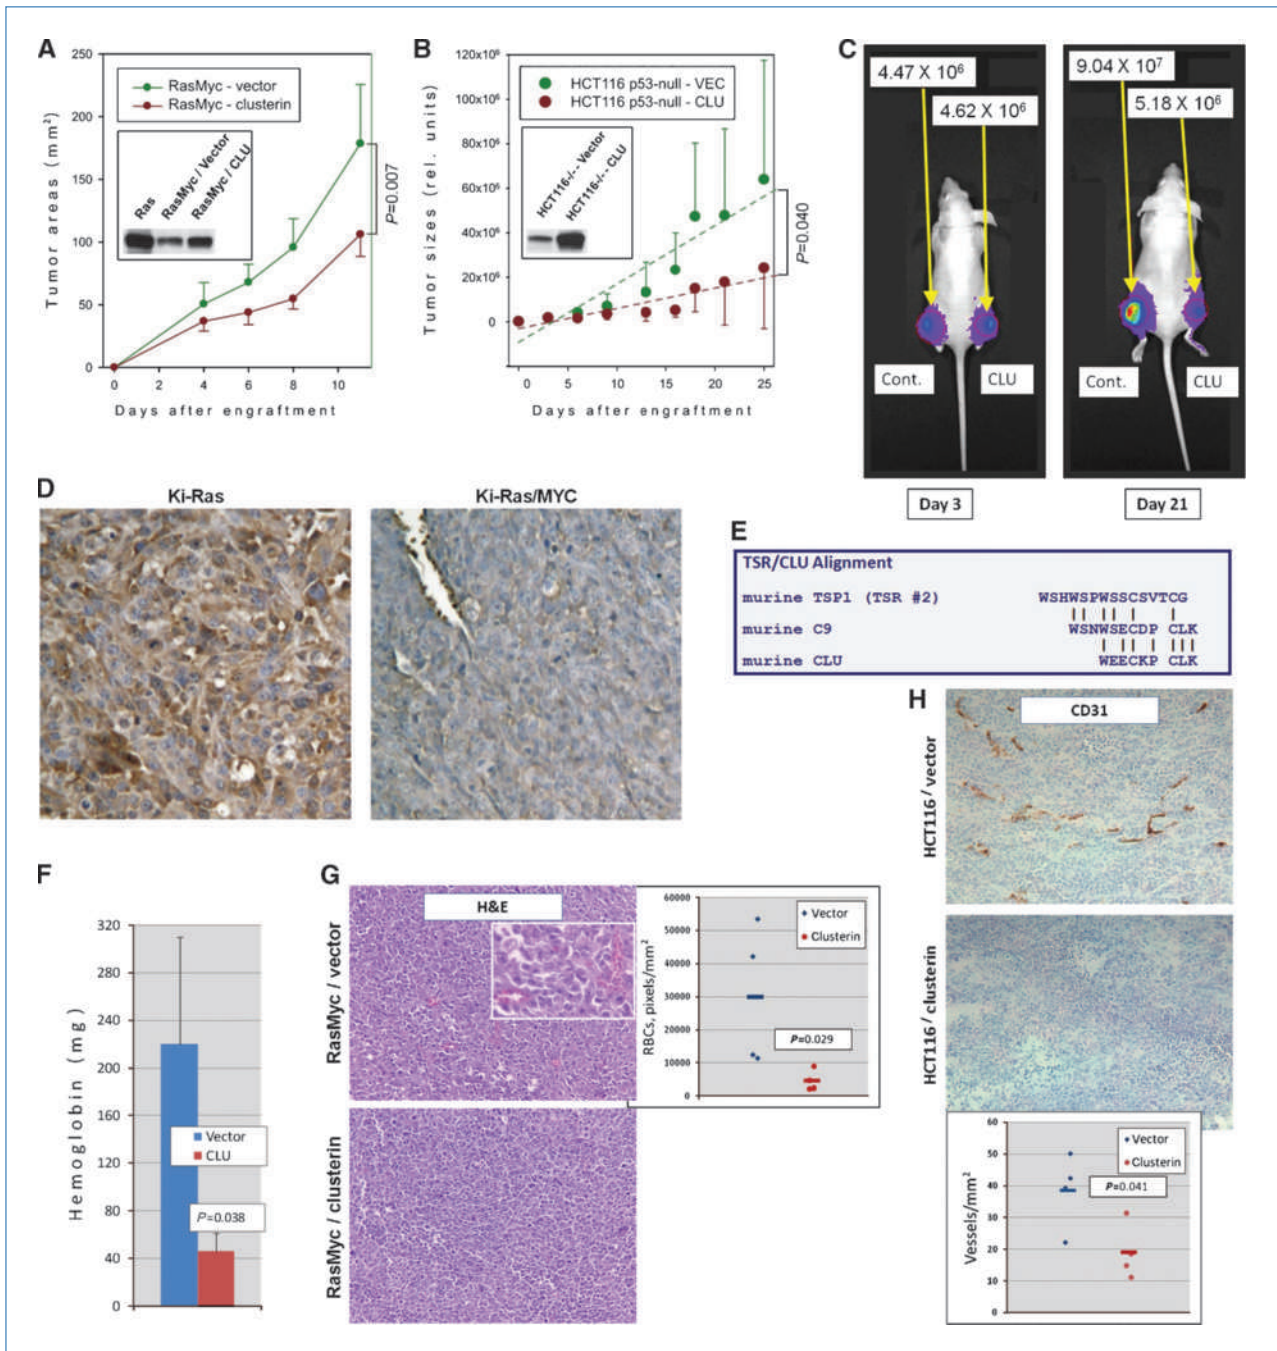 A
250
200
150
100
50
0
Tumor areas (mm²)
RasMyc - vector
RasMyc - clusterin
Ras
RasMyc / Vector
RasMyc / CLU
P=0.007
0 2 4 6 8 10
Days after engraftment
B
120x10⁶
100x10⁶
80x10⁶
60x10⁶
40x10⁶
20x10⁶
0
Tumor sizes (rel. units)
HCT116 p53-null - VEC
HCT116 p53-null - CLU
HCT116-/- - Vector
HCT116-/- - CLU
P=0.040
0 5 10 15 20 25
Days after engraftment
C
4.47 X 10⁶
4.62 X 10⁶
Cont.
CLU
Day 3
9.04 X 10⁷
5.18 X 10⁶
Cont.
CLU
Day 21
D
Ki-Ras
Ki-Ras/MYC
E
TSR/CLU Alignment
murine TSP1 (TSR #2) WSHWSPWSSCSVTCG
murine C9 WSNWSECDP CLK
murine CLU WEECKP CLK
F
320
280
240
200
160
120
80
40
0
Hemoglobin (mg)
Vector
CLU
P=0.038
G
H&E
RasMyc / vector
RasMyc / clusterin
60000
50000
40000
30000
20000
10000
0
RBCs, pixels/mm²
Vector
Clusterin
P=0.029
H
CD31
HCT116 / vector
HCT116 / clusterin
60
50
40
30
20
10
0
Vessels/mm²
Vector
Clusterin
P=0.041